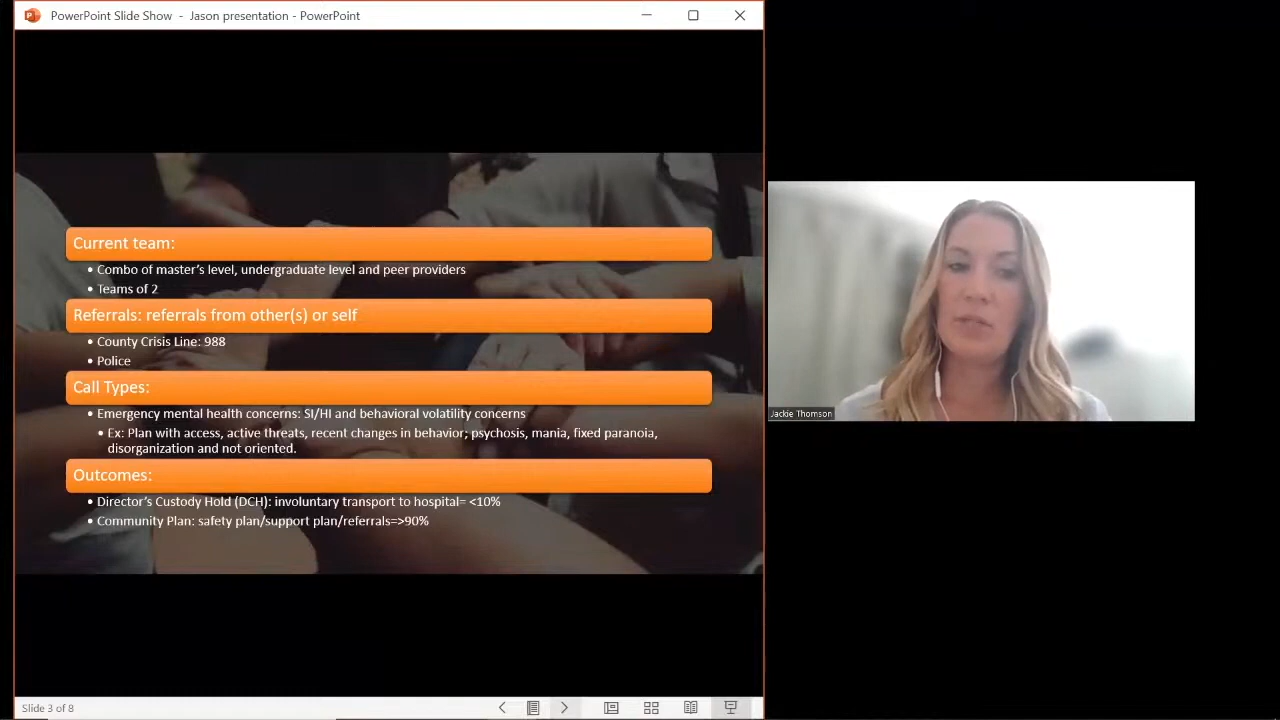 PowerPoint Slide Show - Jason presentation - PowerPoint
Current team:
• Combo of master's level, undergraduate level and peer providers
• Teams of 2
Referrals: referrals from other(s) or self
• County Crisis Line: 988
• Police
Call Types:
• Emergency mental health concerns: SI/HI and behavioral volatility concerns
• Ex: Plan with access, active threats, recent changes in behavior; psychosis, mania, fixed paranoia,
disorganization and not oriented.
Outcomes:
• Director's Custody Hold (DCH): involuntary transport to hospital= <10%
• Community Plan: safety plan/support plan/referrals=>90%
Jackie Thomson
Slide 3 of 8